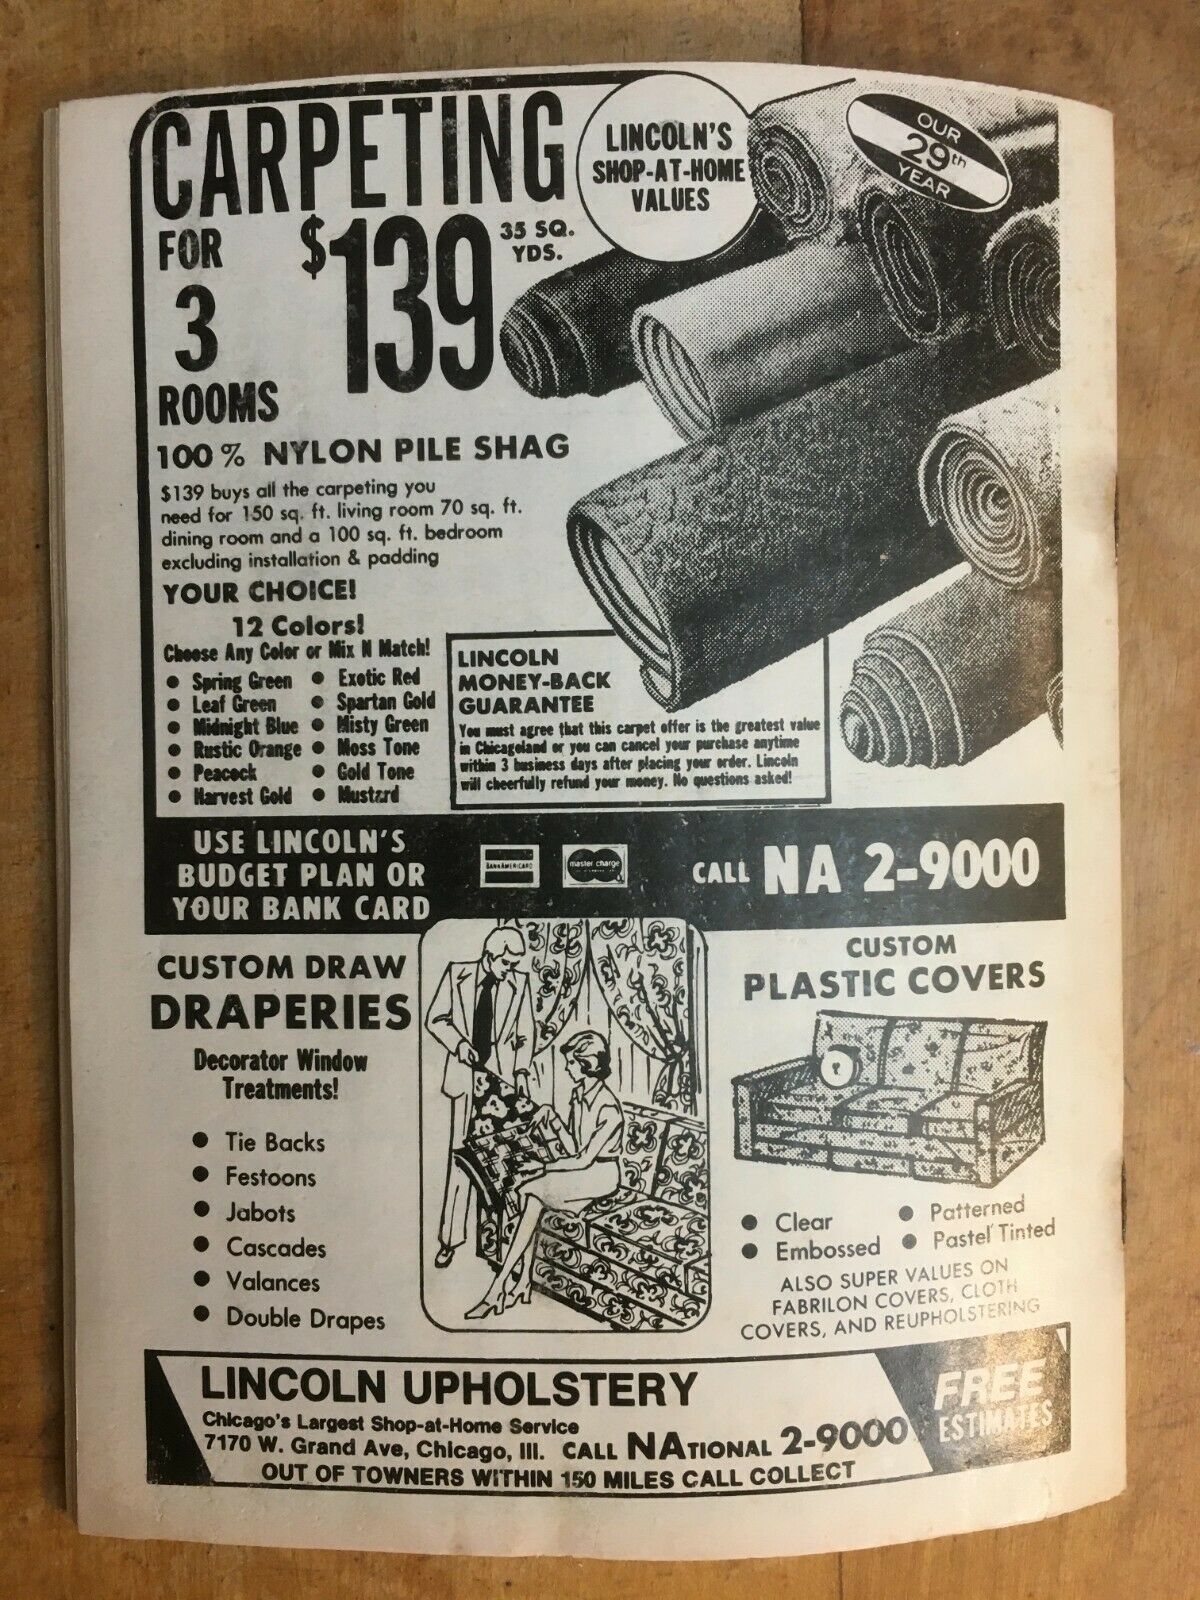 CARPETING
FOR
3
ROOMS
$139
35 SQ.
YDS.
LINCOLN'S
SHOP-AT-HOME
VALUES
OUR
29th
YEAR
100% NYLON PILE SHAG
$139 buys all the carpeting you
need for 150 sq. ft. living room 70 sq. ft.
dining room and a 100 sq. ft. bedroom
excluding installation & padding
YOUR CHOICE!
12 Colors!
Choose Any Color or Mix N Match!
● Spring Green
● Leaf Green
● Midnight Blue
● Rustic Orange
● Peacock
● Harvest Gold
● Exotic Red
● Spartan Gold
● Misty Green
● Moss Tone
● Gold Tone
● Mustard
LINCOLN
MONEY-BACK
GUARANTEE
You must agree that this carpet offer is the greatest value
in Chicagoland or you can cancel your purchase anytime
within 3 business days after placing your order. Lincoln
will cheerfully refund your money. No questions asked!
USE LINCOLN'S
BUDGET PLAN OR
YOUR BANK CARD
BANKAMERICARD
master charge
CALL NA 2-9000
CUSTOM DRAW
DRAPERIES
Decorator Window
Treatments!
● Tie Backs
● Festoons
● Jabots
● Cascades
● Valances
● Double Drapes
CUSTOM
PLASTIC COVERS
?
● Clear
● Embossed
● Patterned
● Pastel Tinted
ALSO SUPER VALUES ON
FABRILON COVERS, CLOTH
COVERS, AND REUPHOLSTERING
LINCOLN UPHOLSTERY
Chicago's Largest Shop-at-Home Service
7170 W. Grand Ave, Chicago, Ill. CALL NATIONAL 2-9000
OUT OF TOWNERS WITHIN 150 MILES CALL COLLECT
FREE
ESTIMATES